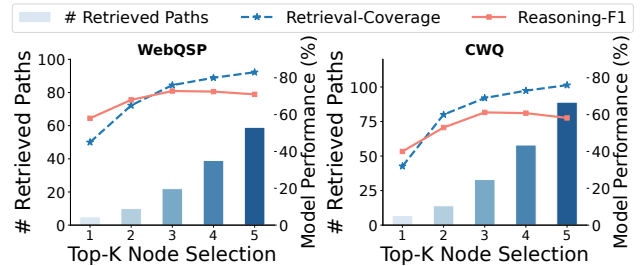 # Retrieved Paths Retrieval-Coverage Reasoning-F1
WebQSP
# Retrieved Paths
100
80
60
40
20
0
80
60
40
20
0
Model Performance (%)
1 2 3 4 5
Top-K Node Selection
CWQ
# Retrieved Paths
100
75
50
25
0
80
60
40
20
0
Model Performance (%)
1 2 3 4 5
Top-K Node Selection